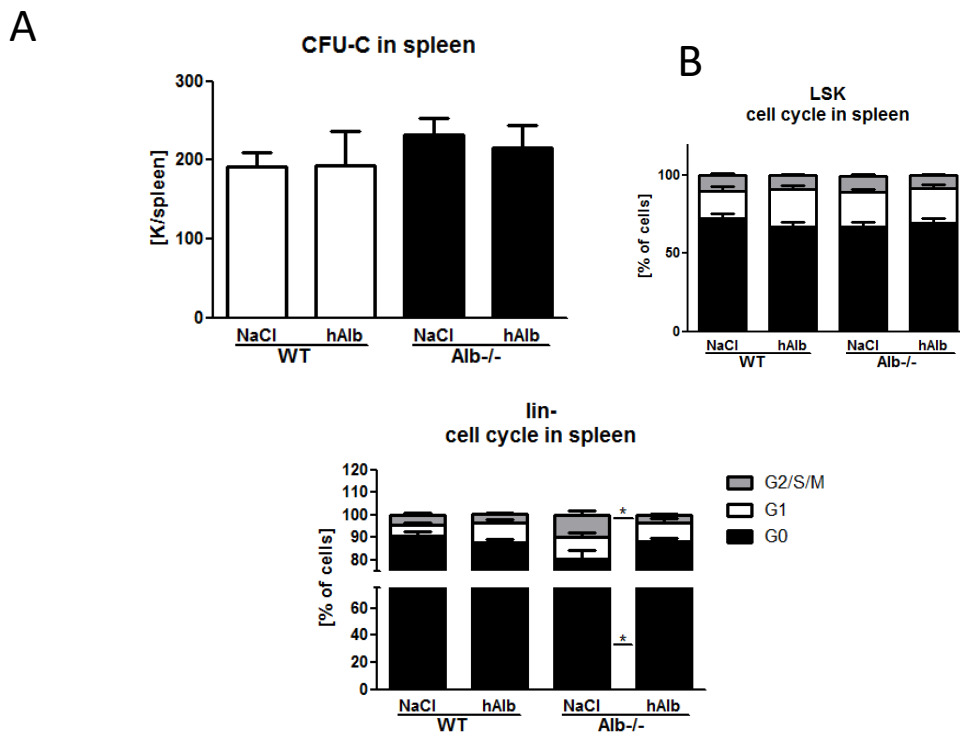 A
CFU-C in spleen
[K/spleen]
300
200
100
0
NaCl hAlb NaCl hAlb
WT Alb-/-
B
LSK
cell cycle in spleen
[% of cells]
100
50
0
NaCl hAlb NaCl hAlb
WT Alb-/-
lin-
cell cycle in spleen
[% of cells]
120
110
100
90
80
60
40
20
0
*
*
NaCl hAlb NaCl hAlb
WT Alb-/-
G2/S/M
G1
G0